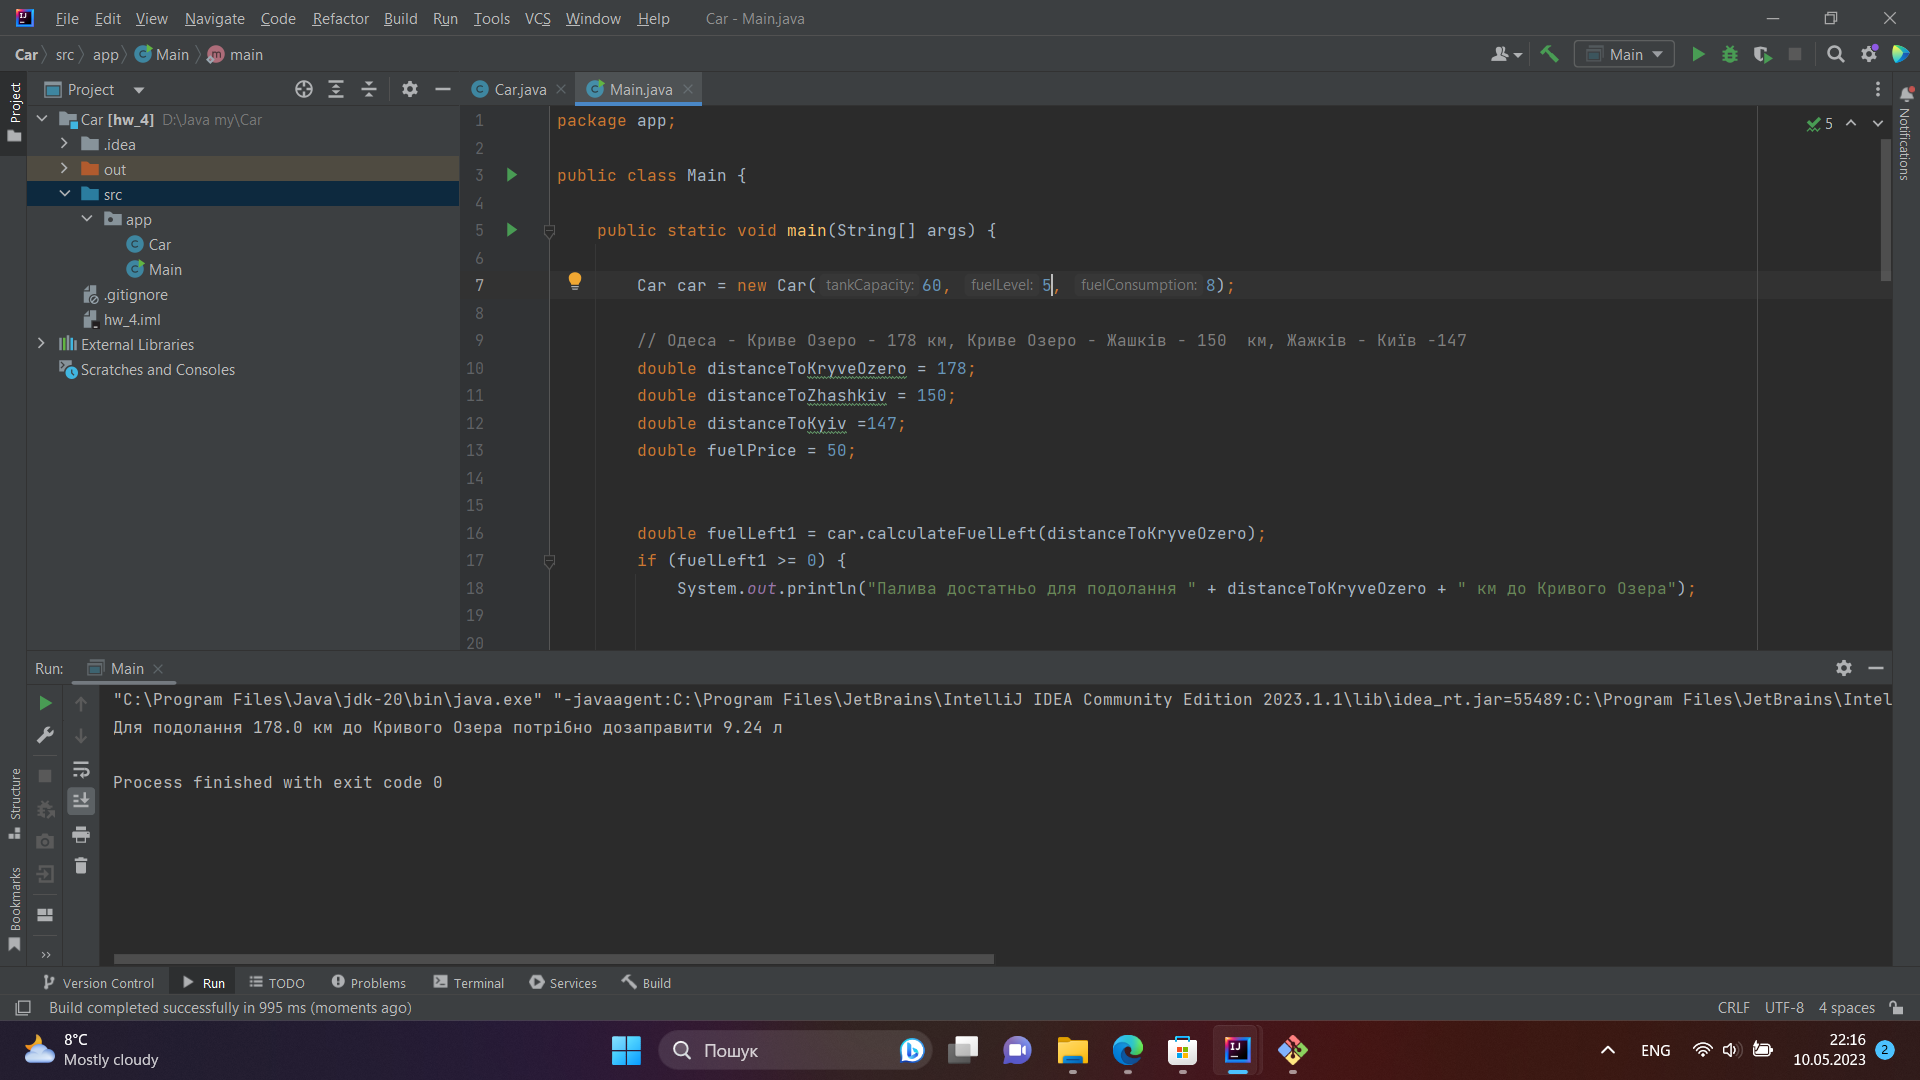 File Edit View Navigate Code Refactor Build Run Tools VCS Window Help Car - Main.java
Car src app Main main
Main
Project
Car.java
Main.java
Project
Notifications
Car [hw_4] D:\Java my\Car
.idea
out
src
app
Car
Main
.gitignore
hw_4.iml
External Libraries
Scratches and Consoles
5
1 package app;
2
3 public class Main {
4
5 public static void main(String[] args) {
6
7 Car car = new Car( tankCapacity: 60, fuelLevel: 5, fuelConsumption: 8);
8
9 // Одеса - Криве Озеро - 178 км, Криве Озеро - Жашків - 150  км, Жажків - Київ -147
10 double distanceToKryveOzero = 178;
11 double distanceToZhashkiv = 150;
12 double distanceToKyiv =147;
13 double fuelPrice = 50;
14
15
16 double fuelLeft1 = car.calculateFuelLeft(distanceToKryveOzero);
17 if (fuelLeft1 >= 0) {
18 System.out.println("Палива достатньо для подолання " + distanceToKryveOzero + " км до Кривого Озера");
19
20
Run: Main
"C:\Program Files\Java\jdk-20\bin\java.exe" "-javaagent:C:\Program Files\JetBrains\IntelliJ IDEA Community Edition 2023.1.1\lib\idea_rt.jar=55489:C:\Program Files\JetBrains\Intel
Для подолання 178.0 км до Кривого Озера потрібно дозаправити 9.24 л
Process finished with exit code 0
Structure
Bookmarks
Version Control Run TODO Problems Terminal Services Build
Build completed successfully in 995 ms (moments ago)
CRLF UTF-8 4 spaces
8°C
Mostly cloudy
Пошук
ENG
22:16
10.05.2023
2